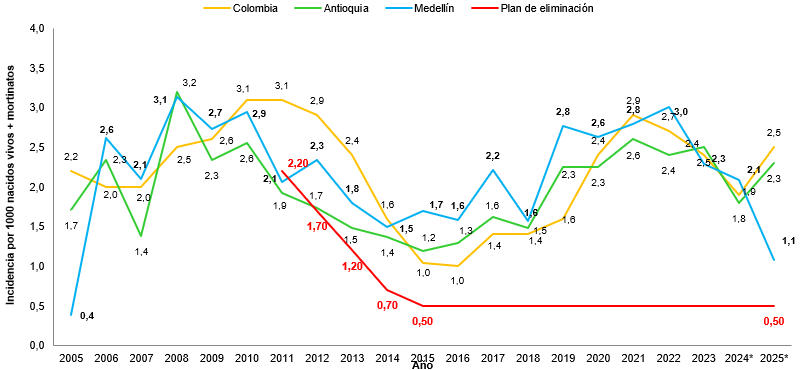 Colombia Antioquia Medellín Plan de eliminación
Incidencia por 1000 nacidos vivos + mortinatos
4,0
3,5
3,0
2,5
2,0
1,5
1,0
0,5
0,0
2,2 2,0 2,0 2,5 2,6 3,1 3,1 2,9 2,4 1,6 1,0 1,0 1,4 1,4 1,6 2,4 2,9 2,7 2,4 1,9 2,5
1,7 2,3 1,4 3,2 2,3 2,6 1,9 1,7 1,5 1,4 1,2 1,3 1,6 1,5 2,3 2,3 2,6 2,4 2,5 1,8 2,3
0,4 2,6 2,1 3,1 2,7 2,9 2,1 2,3 1,8 1,5 1,7 1,6 2,2 1,6 2,8 2,6 2,8 3,0 2,3 2,1 1,1
2,20 1,70 1,20 0,70 0,50 0,50
2005 2006 2007 2008 2009 2010 2011 2012 2013 2014 2015 2016 2017 2018 2019 2020 2021 2022 2023 2024* 2025*
Año